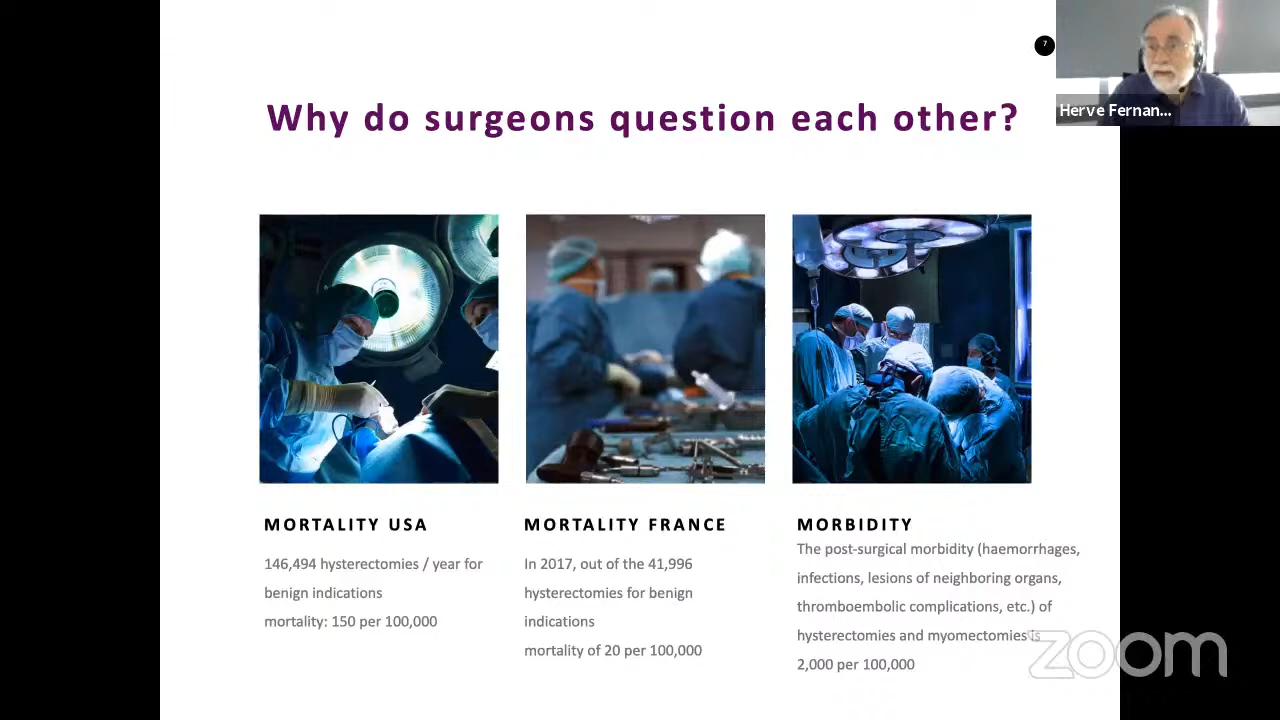 7
Herve Fernan...
Why do surgeons question each other?
MORTALITY USA
146,494 hysterectomies / year for
benign indications
mortality: 150 per 100,000
MORTALITY FRANCE
In 2017, out of the 41,996
hysterectomies for benign
indications
mortality of 20 per 100,000
MORBIDITY
The post-surgical morbidity (haemorrhages,
infections, lesions of neighboring organs,
thromboembolic complications, etc.) of
hysterectomies and myomectomies is
2,000 per 100,000
zoom